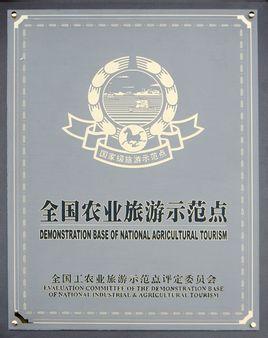 国家级旅游示范点
全国农业旅游示范点
DEMONSTRATION BASE OF NATIONAL AGRICULTURAL TOURISM
全国工农业旅游示范点评定委员会
EVALUATION COMMITTEE OF THE DEMONSTRATION BASE
OF NATIONAL INDUSTRIAL & AGRICULTURAL TOURISM